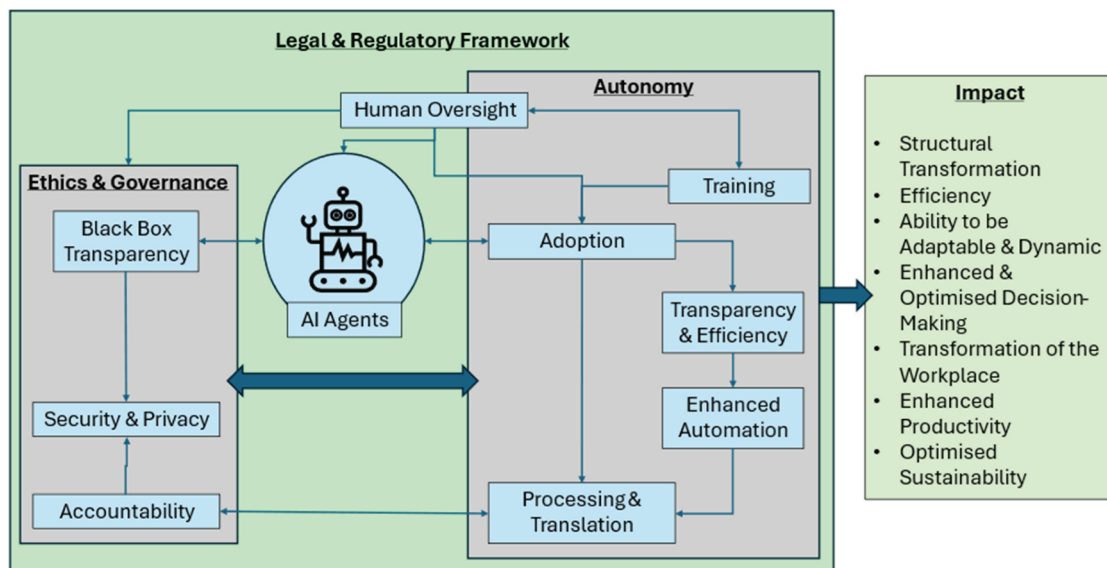 Legal & Regulatory Framework
Autonomy
Human Oversight
Training
Ethics & Governance
Black Box
Transparency
AI Agents
Adoption
Transparency
& Efficiency
Security & Privacy
Enhanced
Automation
Accountability
Processing &
Translation
Impact
• Structural
Transformation
• Efficiency
• Ability to be
Adaptable & Dynamic
• Enhanced &
Optimised Decision-
Making
• Transformation of the
Workplace
• Enhanced
Productivity
• Optimised
Sustainability